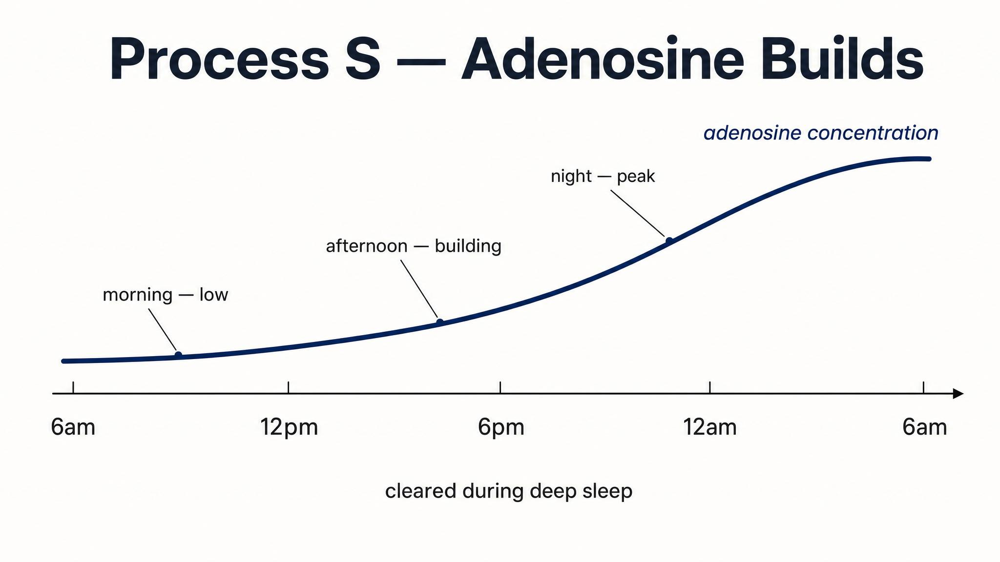 Process S — Adenosine Builds
adenosine concentration
night — peak
afternoon — building
morning — low
6am 12pm 6pm 12am 6am
cleared during deep sleep